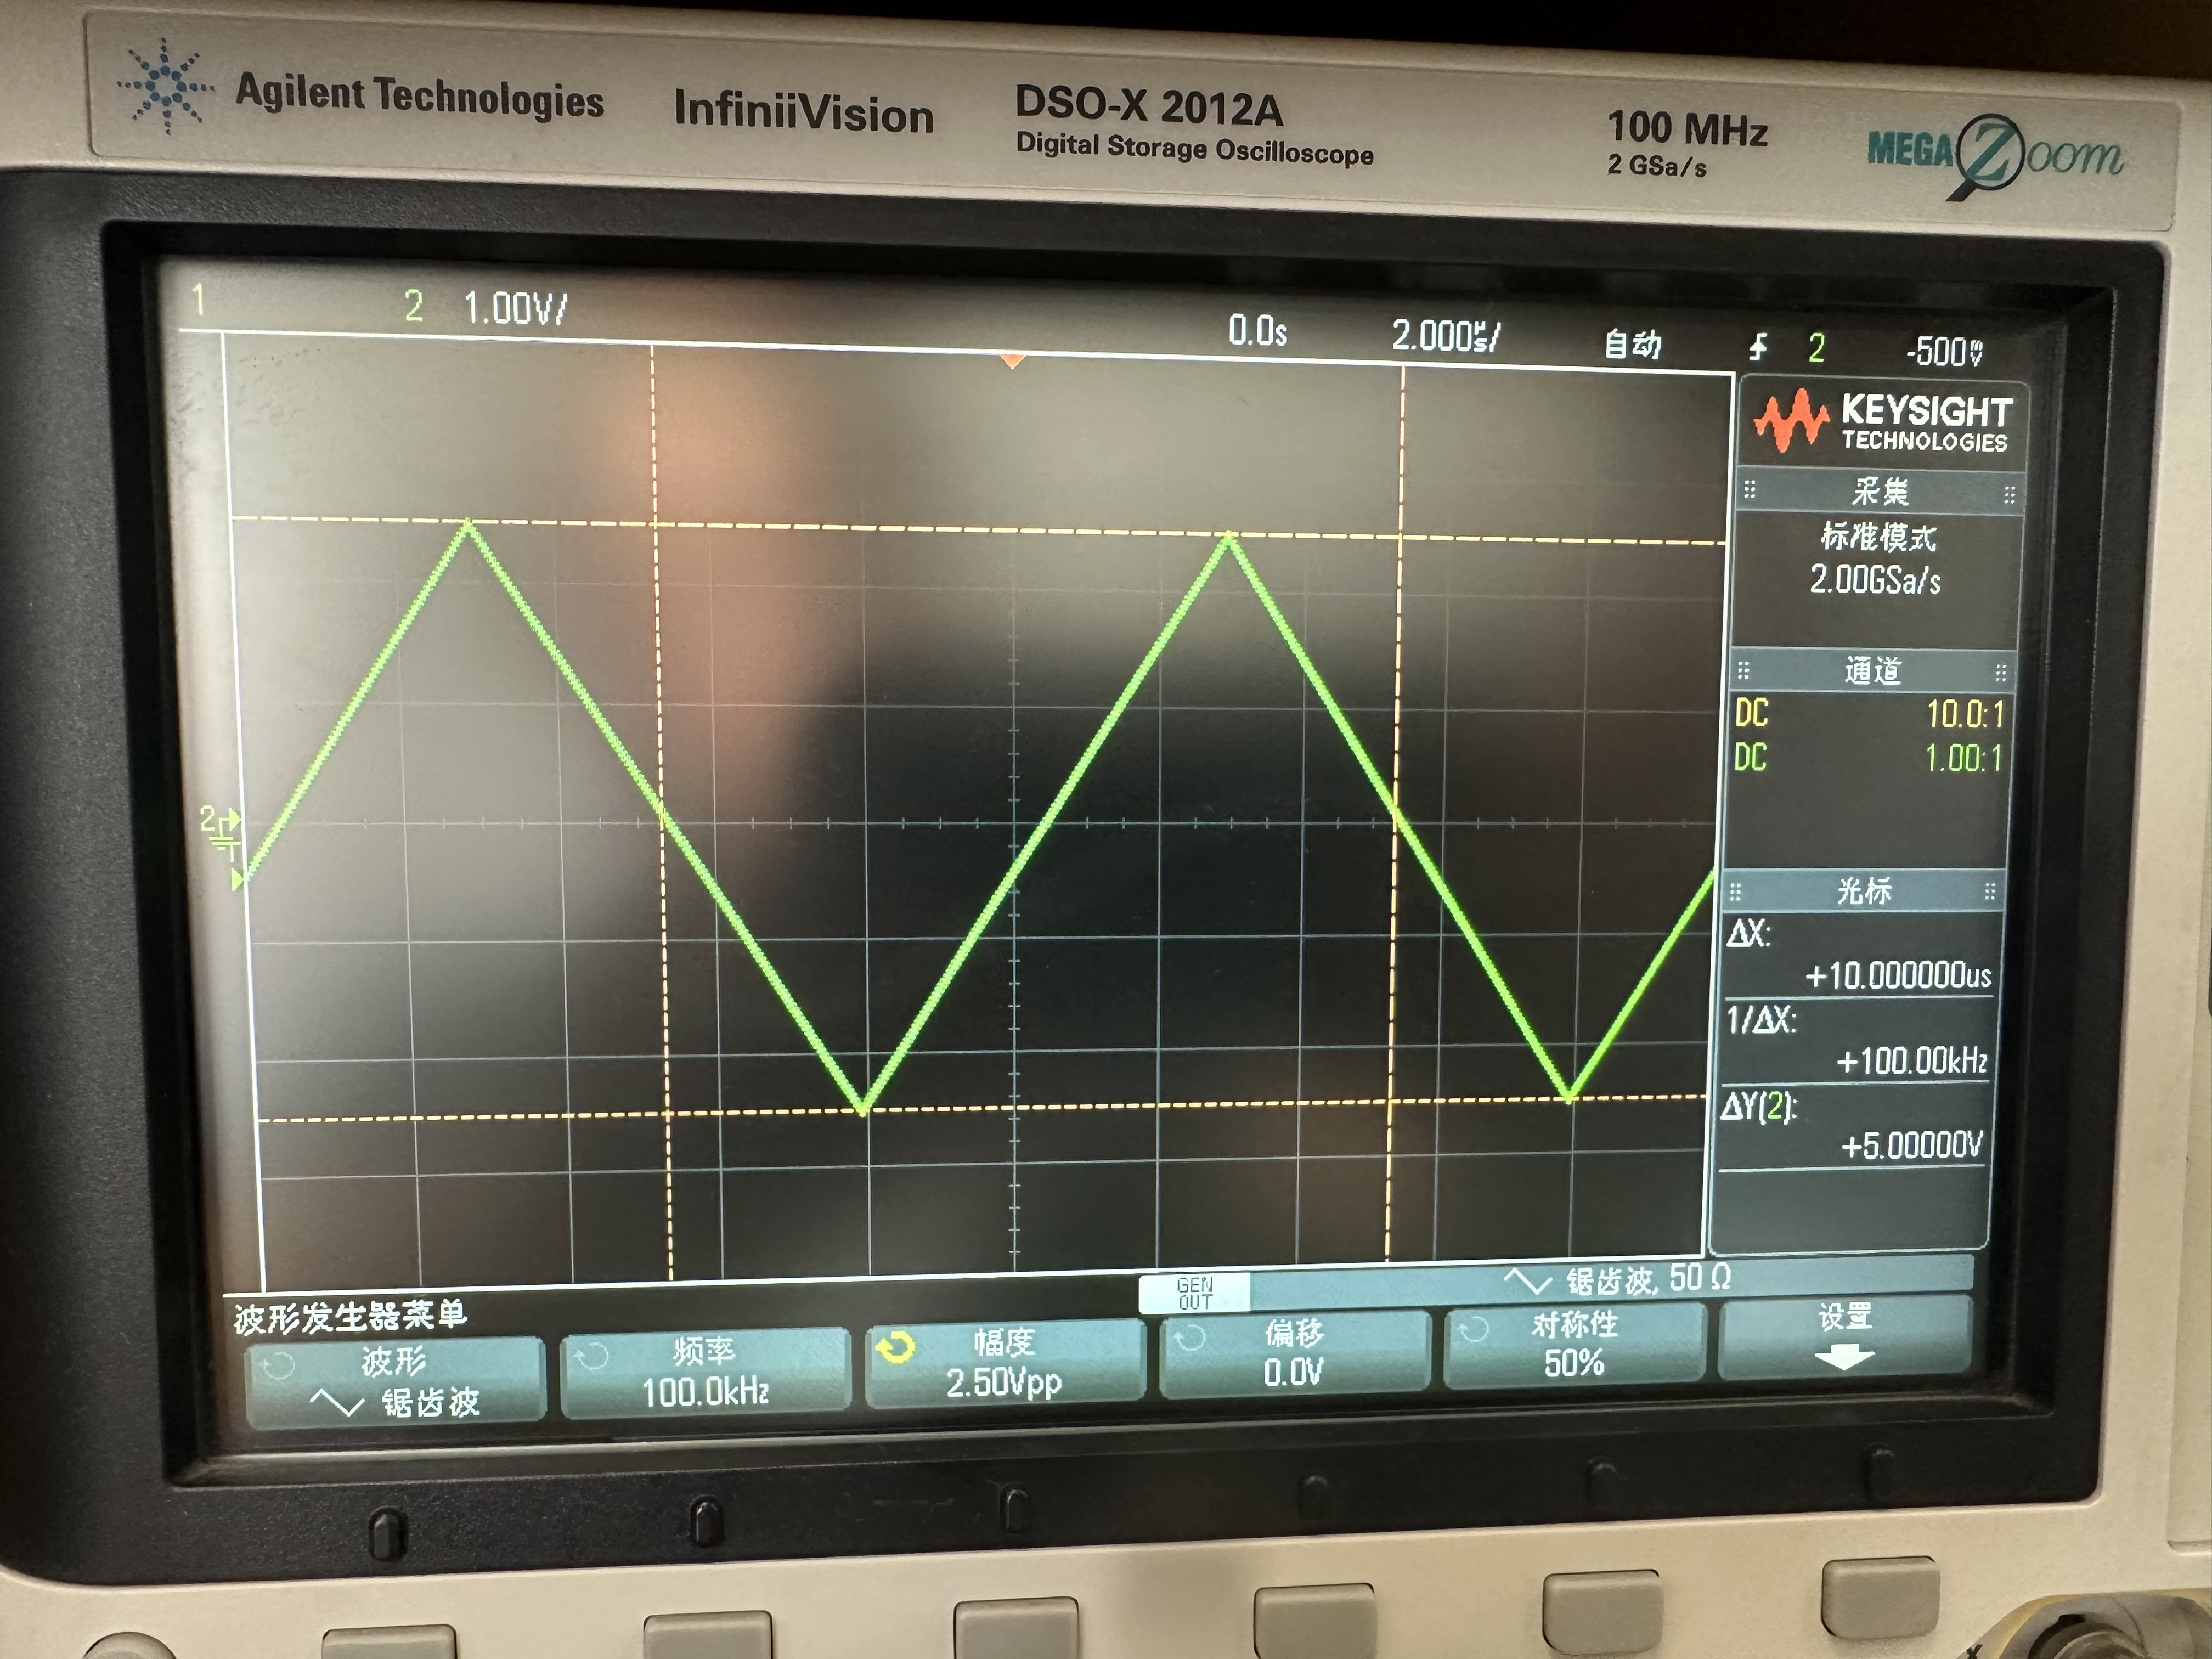 Agilent Technologies InfiniiVision DSO-X 2012A 100 MHz MEGA Zoom
Digital Storage Oscilloscope 2 GSa/s
1 2 1.00V/ 0.0s 2.000µs/ 自动 2 -500mV
KEYSIGHT
TECHNOLOGIES
采集
标准模式
2.00GSa/s
通道
DC 10.0:1
DC 1.00:1
2
光标
ΔX:
+10.000000us
1/ΔX:
+100.00kHz
ΔY(2):
+5.00000V
GEN
OUT
锯齿波, 50 Ω
波形发生器菜单
波形 频率 幅度 偏移 对称性 设置
锯齿波 100.0kHz 2.50Vpp 0.0V 50%